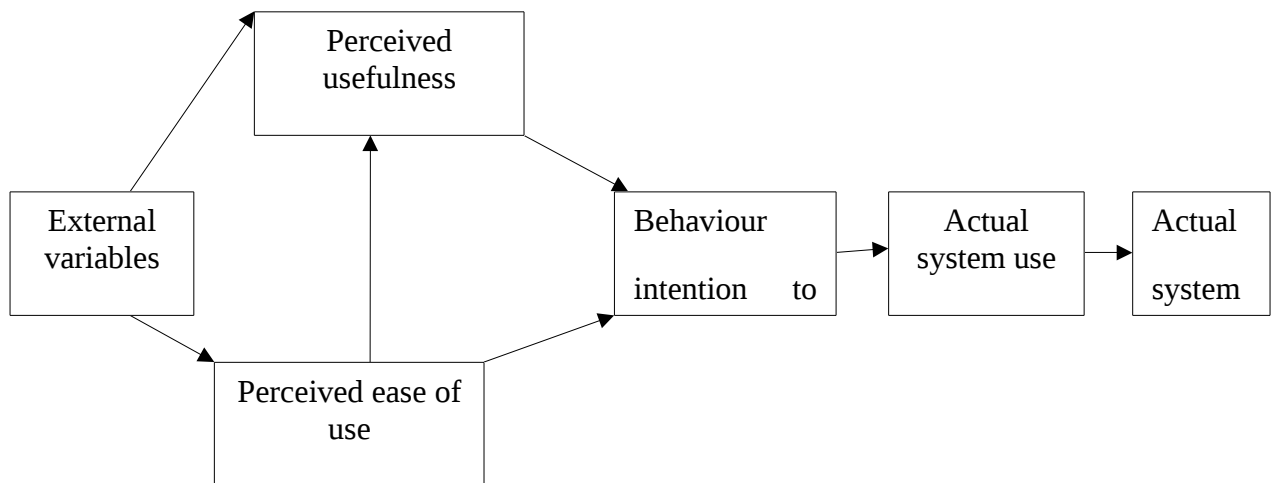 Perceived
usefulness
External
variables
Behaviour
intention to
Actual
system use
Actual
system
Perceived ease of
use